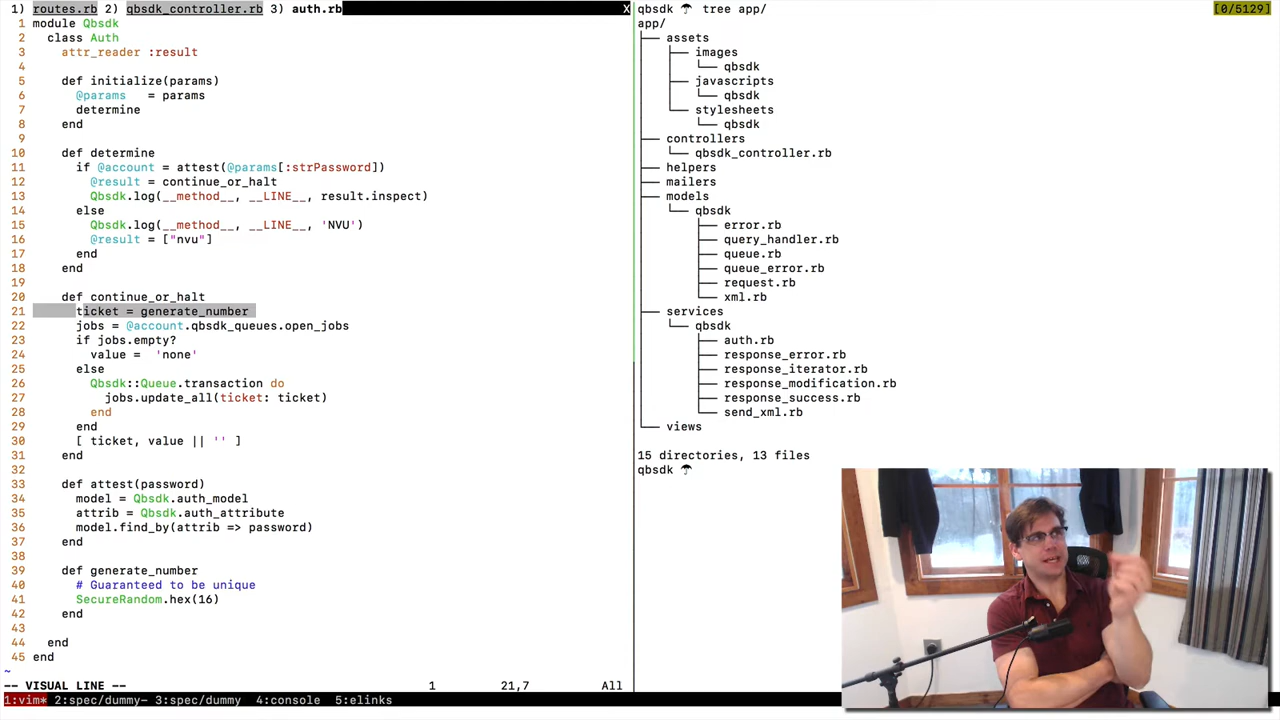 1) routes.rb 2) qbsdk_controller.rb 3) auth.rb X
1 module Qbsdk
2 class Auth
3 attr_reader :result
4
5 def initialize(params)
6 @params = params
7 determine
8 end
9
10 def determine
11 if @account = attest(@params[:strPassword])
12 @result = continue_or_halt
13 Qbsdk.log(__method__, __LINE__, result.inspect)
14 else
15 Qbsdk.log(__method__, __LINE__, 'NVU')
16 @result = ["nvu"]
17 end
18 end
19
20 def continue_or_halt
21 ticket = generate_number
22 jobs = @account.qbsdk_queues.open_jobs
23 if jobs.empty?
24 value = 'none'
25 else
26 Qbsdk::Queue.transaction do
27 jobs.update_all(ticket: ticket)
28 end
29 end
30 [ ticket, value || '' ]
31 end
32
33 def attest(password)
34 model = Qbsdk.auth_model
35 attrib = Qbsdk.auth_attribute
36 model.find_by(attrib => password)
37 end
38
39 def generate_number
40 # Guaranteed to be unique
41 SecureRandom.hex(16)
42 end
43
44 end
45 end
~
-- VISUAL LINE -- 1 21,7 All
1:vim* 2:spec/dummy- 3:spec/dummy 4:console 5:elinks
qbsdk ☂ tree app/ [0/5129]
app/
├── assets
│   ├── images
│   │   └── qbsdk
│   ├── javascripts
│   │   └── qbsdk
│   └── stylesheets
│       └── qbsdk
├── controllers
│   └── qbsdk_controller.rb
├── helpers
├── mailers
├── models
│   └── qbsdk
│       ├── error.rb
│       ├── query_handler.rb
│       ├── queue.rb
│       ├── queue_error.rb
│       ├── request.rb
│       └── xml.rb
├── services
│   └── qbsdk
│       ├── auth.rb
│       ├── response_error.rb
│       ├── response_iterator.rb
│       ├── response_modification.rb
│       ├── response_success.rb
│       └── send_xml.rb
└── views
15 directories, 13 files
qbsdk ☂